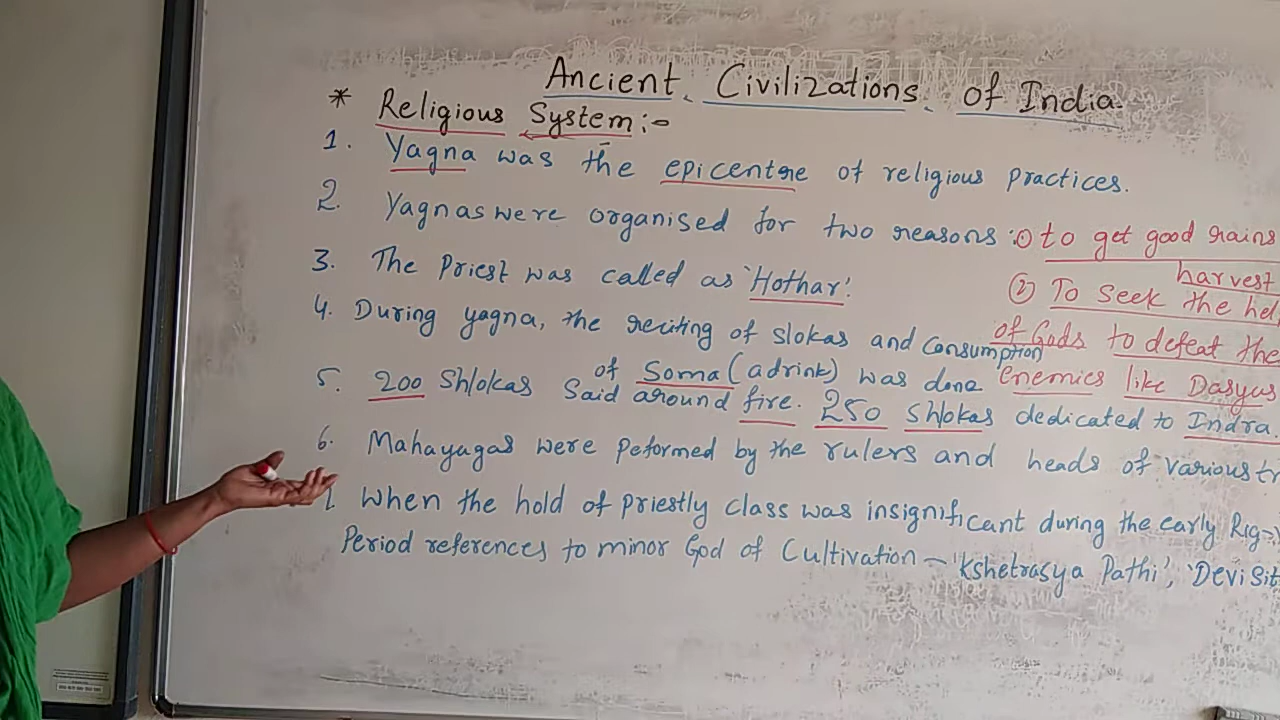 Ancient Civilizations of India
* Religious System:-
1. Yagna was the epicentre of religious practices.
2. Yagnas were organised for two reasons: ① to get good rains
harvest
3. The Priest was called as 'Hothar'.
② To Seek the hel
of Gods to defeat the
4. During yagna, the reciting of slokas and Consumption
of Soma (a drink) was done
enemies like Dasyus
5. 200 Shlokas Said around fire. 250 Shlokas dedicated to Indra.
6. Mahayagas were peformed by the rulers and heads of various tr
When the hold of priestly class was insignificant during the early Rig-
Period references to minor God of Cultivation - 'Kshetrasya Pathi', 'Devi Sit